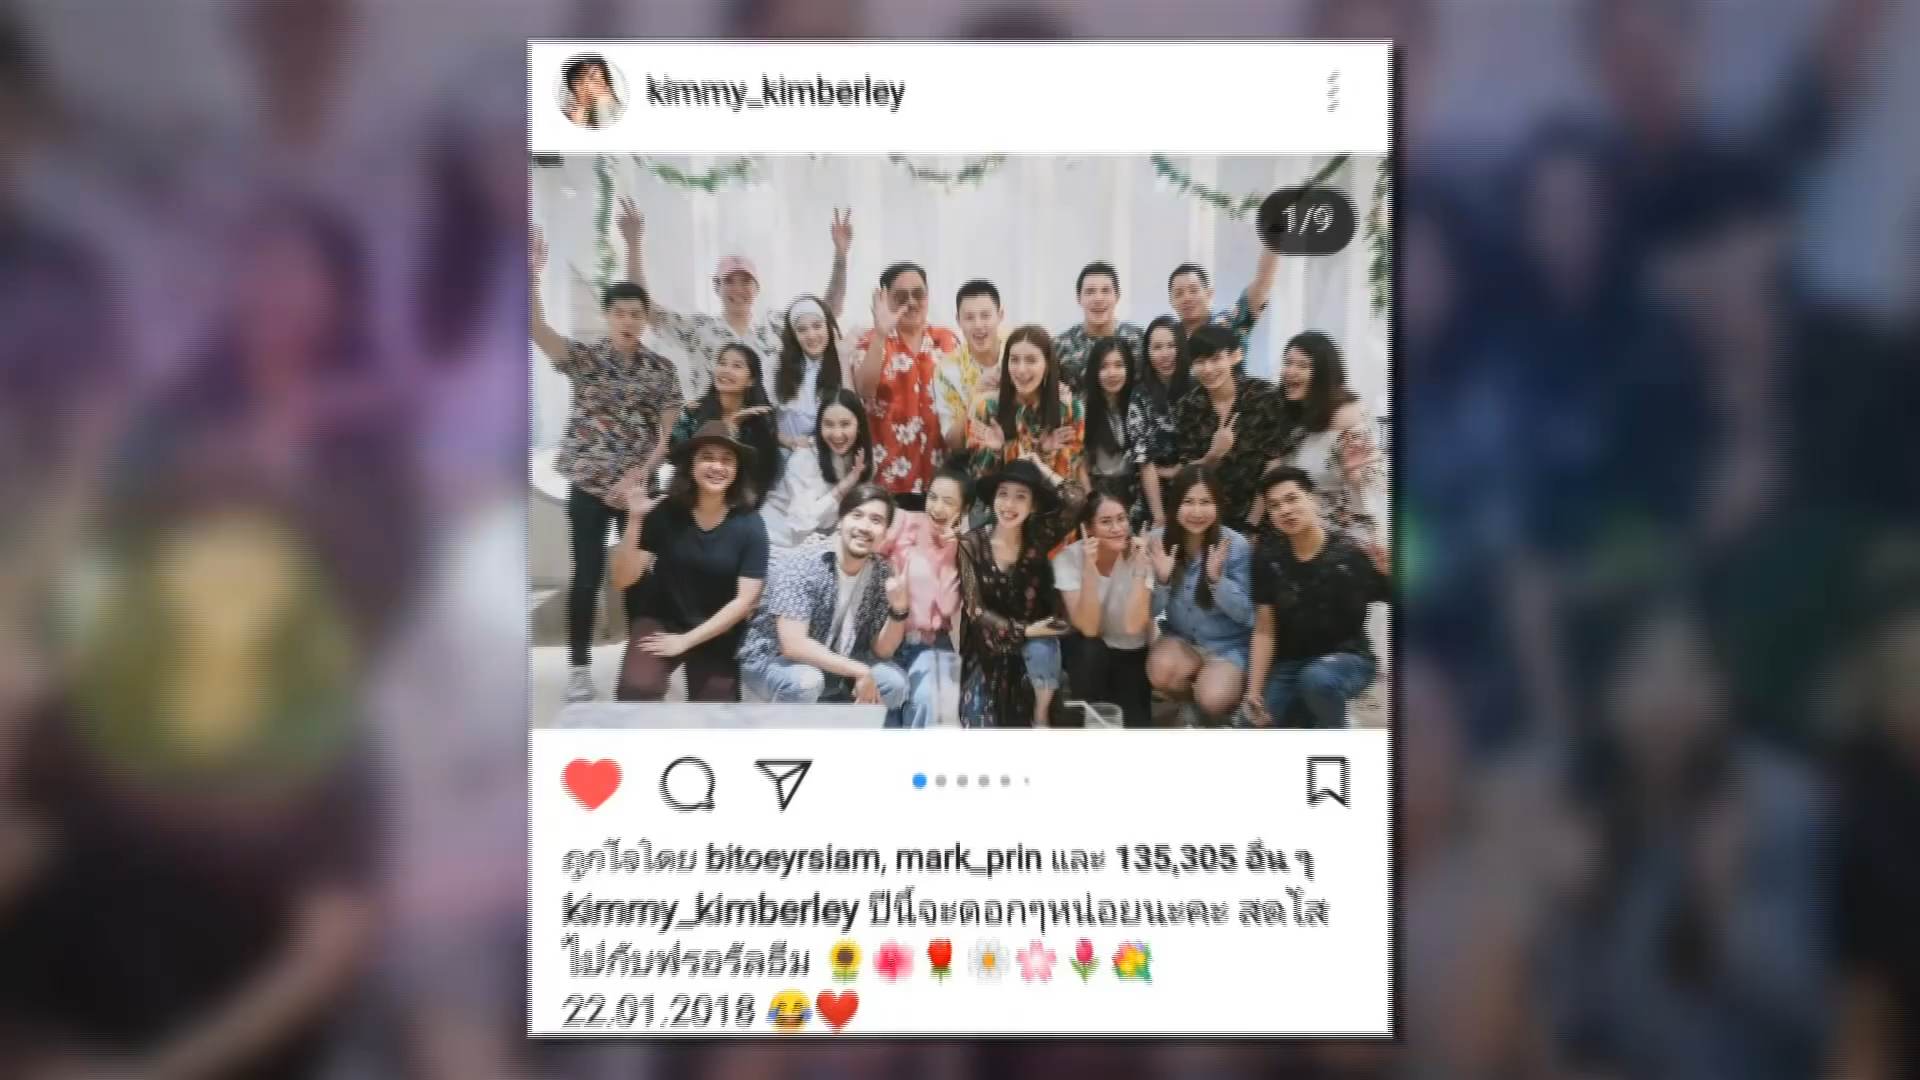 kimmy_kimberley
1/9
ถูกใจโดย bitoeyrsiam, mark_prin และ 135,305 อื่น ๆ
kimmy_kimberley ปีนี้จะดอกๆหน่อยนะคะ สดใส
ไปกับฟรอรัลธีม 🌻🌺🌹🌼🌸🌷💐
22.01.2018 😂❤️